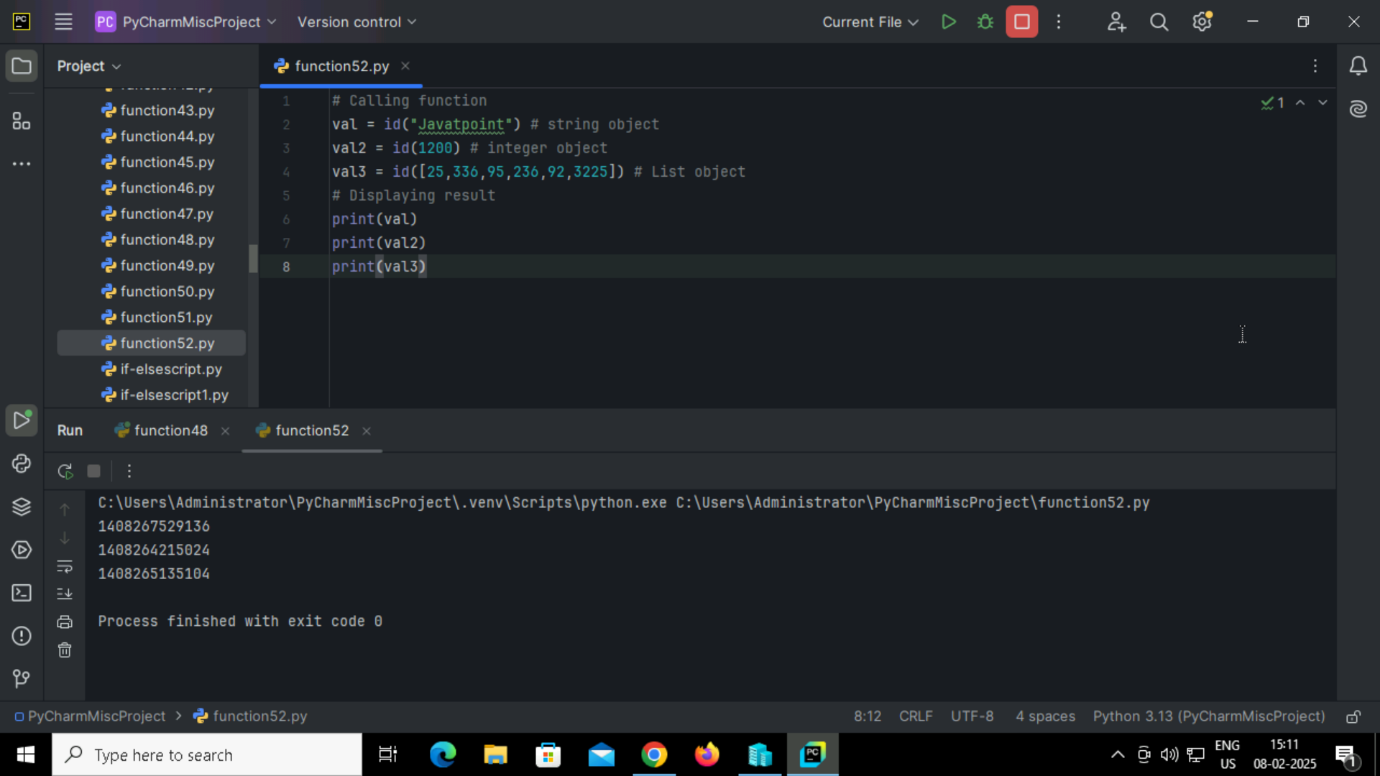 PC
PC PyCharmMiscProject
Version control
Current File
Project
function52.py
function43.py
function44.py
function45.py
function46.py
function47.py
function48.py
function49.py
function50.py
function51.py
function52.py
if-elsescript.py
if-elsescript1.py
1 # Calling function
2 val = id("Javatpoint") # string object
3 val2 = id(1200) # integer object
4 val3 = id([25,336,95,236,92,3225]) # List object
5 # Displaying result
6 print(val)
7 print(val2)
8 print(val3)
1
Run
function48
function52
C:\Users\Administrator\PyCharmMiscProject\.venv\Scripts\python.exe C:\Users\Administrator\PyCharmMiscProject\function52.py
1408267529136
1408264215024
1408265135104
Process finished with exit code 0
PyCharmMiscProject > function52.py
8:12 CRLF UTF-8 4 spaces Python 3.13 (PyCharmMiscProject)
Type here to search
PC
ENG
US
15:11
08-02-2025
1